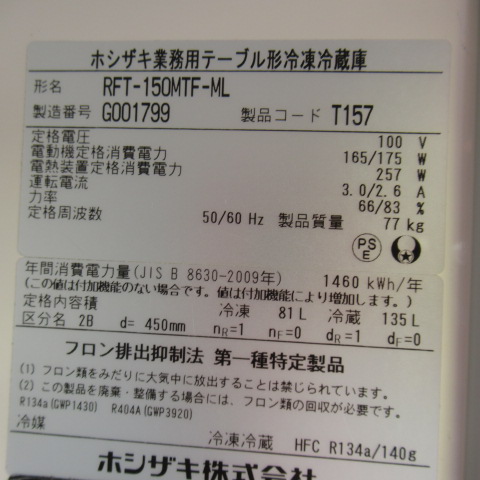 ホシザキ業務用テーブル形冷凍冷蔵庫
形名 RFT-150MTF-ML
製造番号 G001799 製品コード T157
定格電圧 100 V
電動機定格消費電力 165/175 W
電熱装置定格消費電力 257 W
運転電流 3.0/2.6 A
力率 66/83 %
定格周波数 50/60 Hz 製品質量 77 kg
PS E
年間消費電力量(JIS B 8630-2009年) 1460 kWh/年
(この値は付加機能のない場合です。値は付加機能により増加します。)
定格内容積 冷凍 81L 冷蔵 135L
区分名 2B d= 450mm nR=1 nF=0 dR=1 dF=0
フロン排出抑制法 第一種特定製品
(1) フロン類をみだりに大気中に放出することは禁じられています。
(2) この製品を廃棄・整備する場合には、フロン類の回収が必要です。
R134a(GWP1430) R404A(GWP3920)
冷媒 冷凍冷蔵 HFC R134a/140g
ホシザキ株式会社